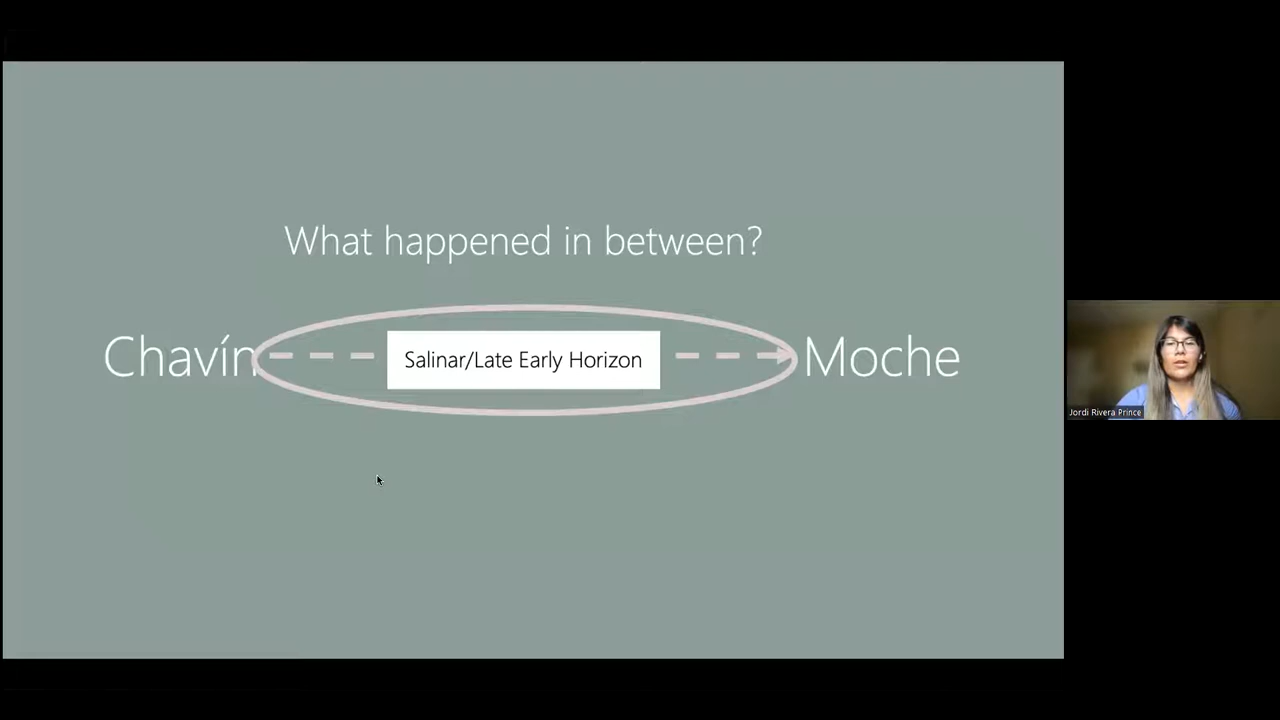 What happened in between?
Chavín
Salinar/Late Early Horizon
Moche
Jordi Rivera Prince